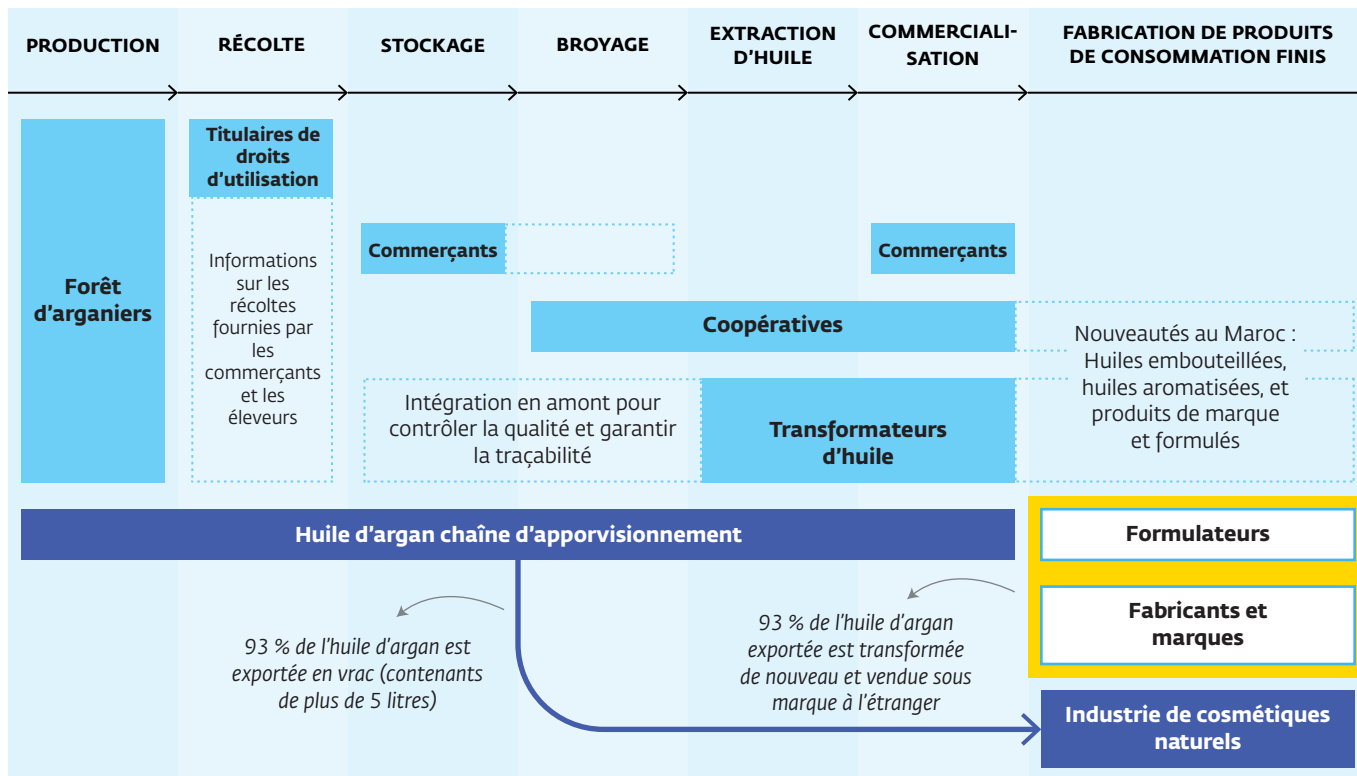 PRODUCTION
RÉCOLTE
STOCKAGE
BROYAGE
EXTRACTION
D'HUILE
COMMERCIALI-
SATION
FABRICATION DE PRODUITS
DE CONSOMMATION FINIS
Forêt
d'arganiers
Titulaires de
droits
d'utilisation
Informations
sur les
récoltes
fournies par
les
commerçants
et les
éleveurs
Commerçants
Commerçants
Coopératives
Intégration en amont pour
contrôler la qualité et garantir
la traçabilité
Transformateurs
d'huile
Nouveautés au Maroc :
Huiles embouteillées,
huiles aromatisées, et
produits de marque
et formulés
Huile d'argan chaîne d'apporvisionnement
Formulateurs
Fabricants et
marques
93 % de l'huile d'argan est
exportée en vrac (contenants
de plus de 5 litres)
93 % de l'huile d'argan
exportée est transformée
de nouveau et vendue sous
marque à l'étranger
Industrie de cosmétiques
naturels